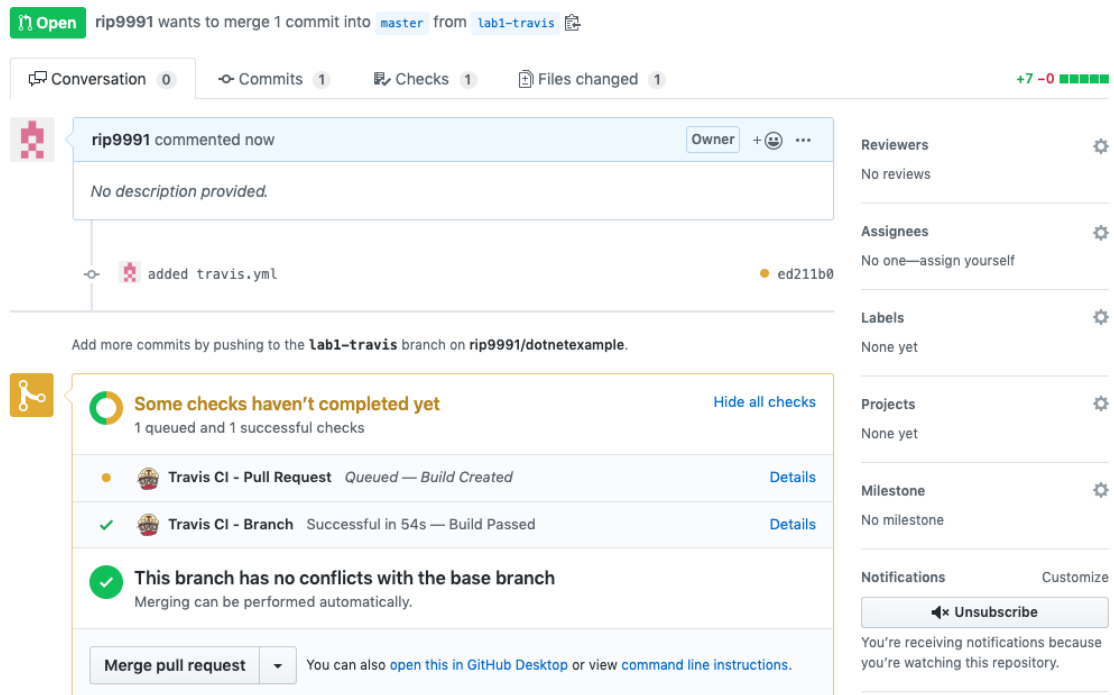 Open rip9991 wants to merge 1 commit into master from lab1-travis
Conversation 0 Commits 1 Checks 1 Files changed 1 +7 −0
rip9991 commented now Owner
No description provided.
added travis.yml ed211b0
Add more commits by pushing to the lab1-travis branch on rip9991/dotnetexample.
Some checks haven't completed yet Hide all checks
1 queued and 1 successful checks
Travis CI - Pull Request Queued — Build Created Details
Travis CI - Branch Successful in 54s — Build Passed Details
This branch has no conflicts with the base branch
Merging can be performed automatically.
Merge pull request You can also open this in GitHub Desktop or view command line instructions.
Reviewers
No reviews
Assignees
No one—assign yourself
Labels
None yet
Projects
None yet
Milestone
No milestone
Notifications Customize
Unsubscribe
You're receiving notifications because
you're watching this repository.